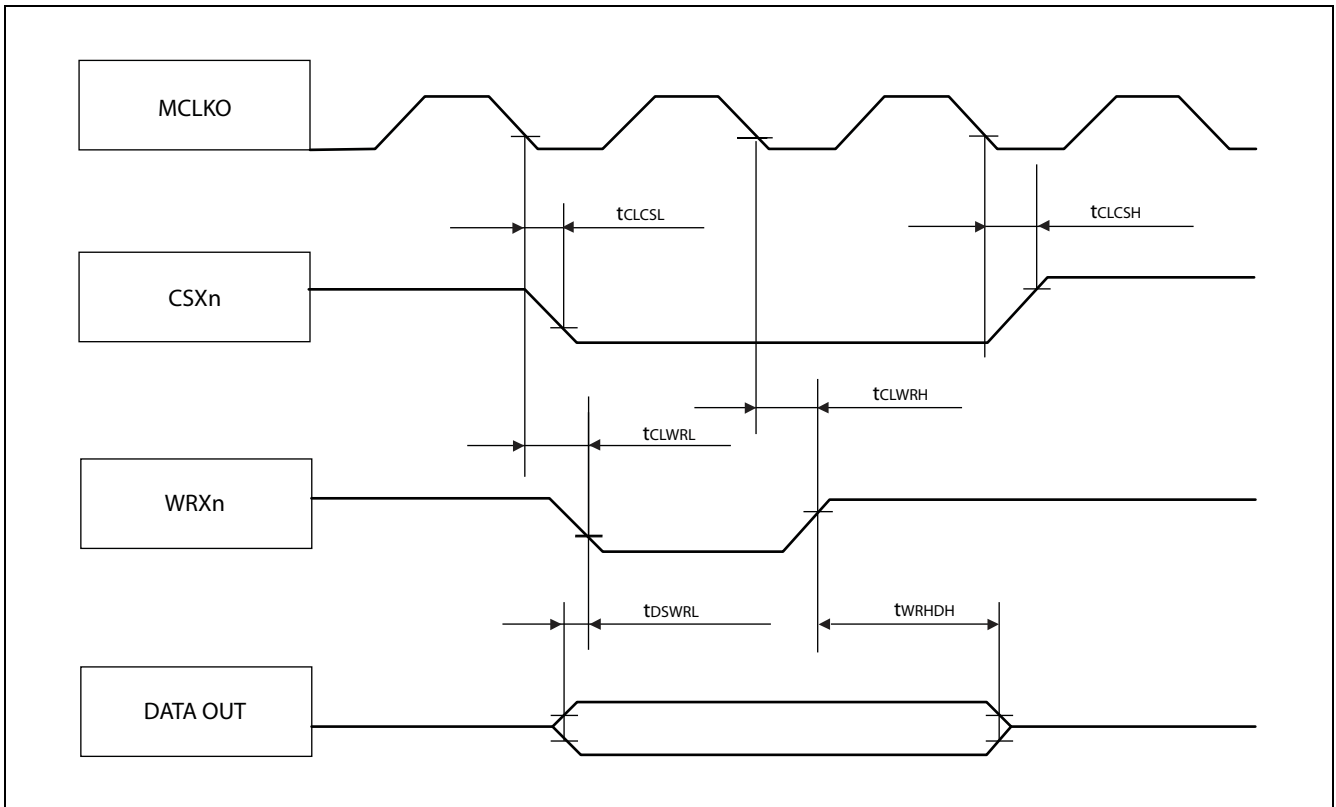 MCLKO
tCLCSL
tCLCSH
CSXn
tCLWRH
tCLWRL
WRXn
tDSWRL
tWRHDH
DATA OUT